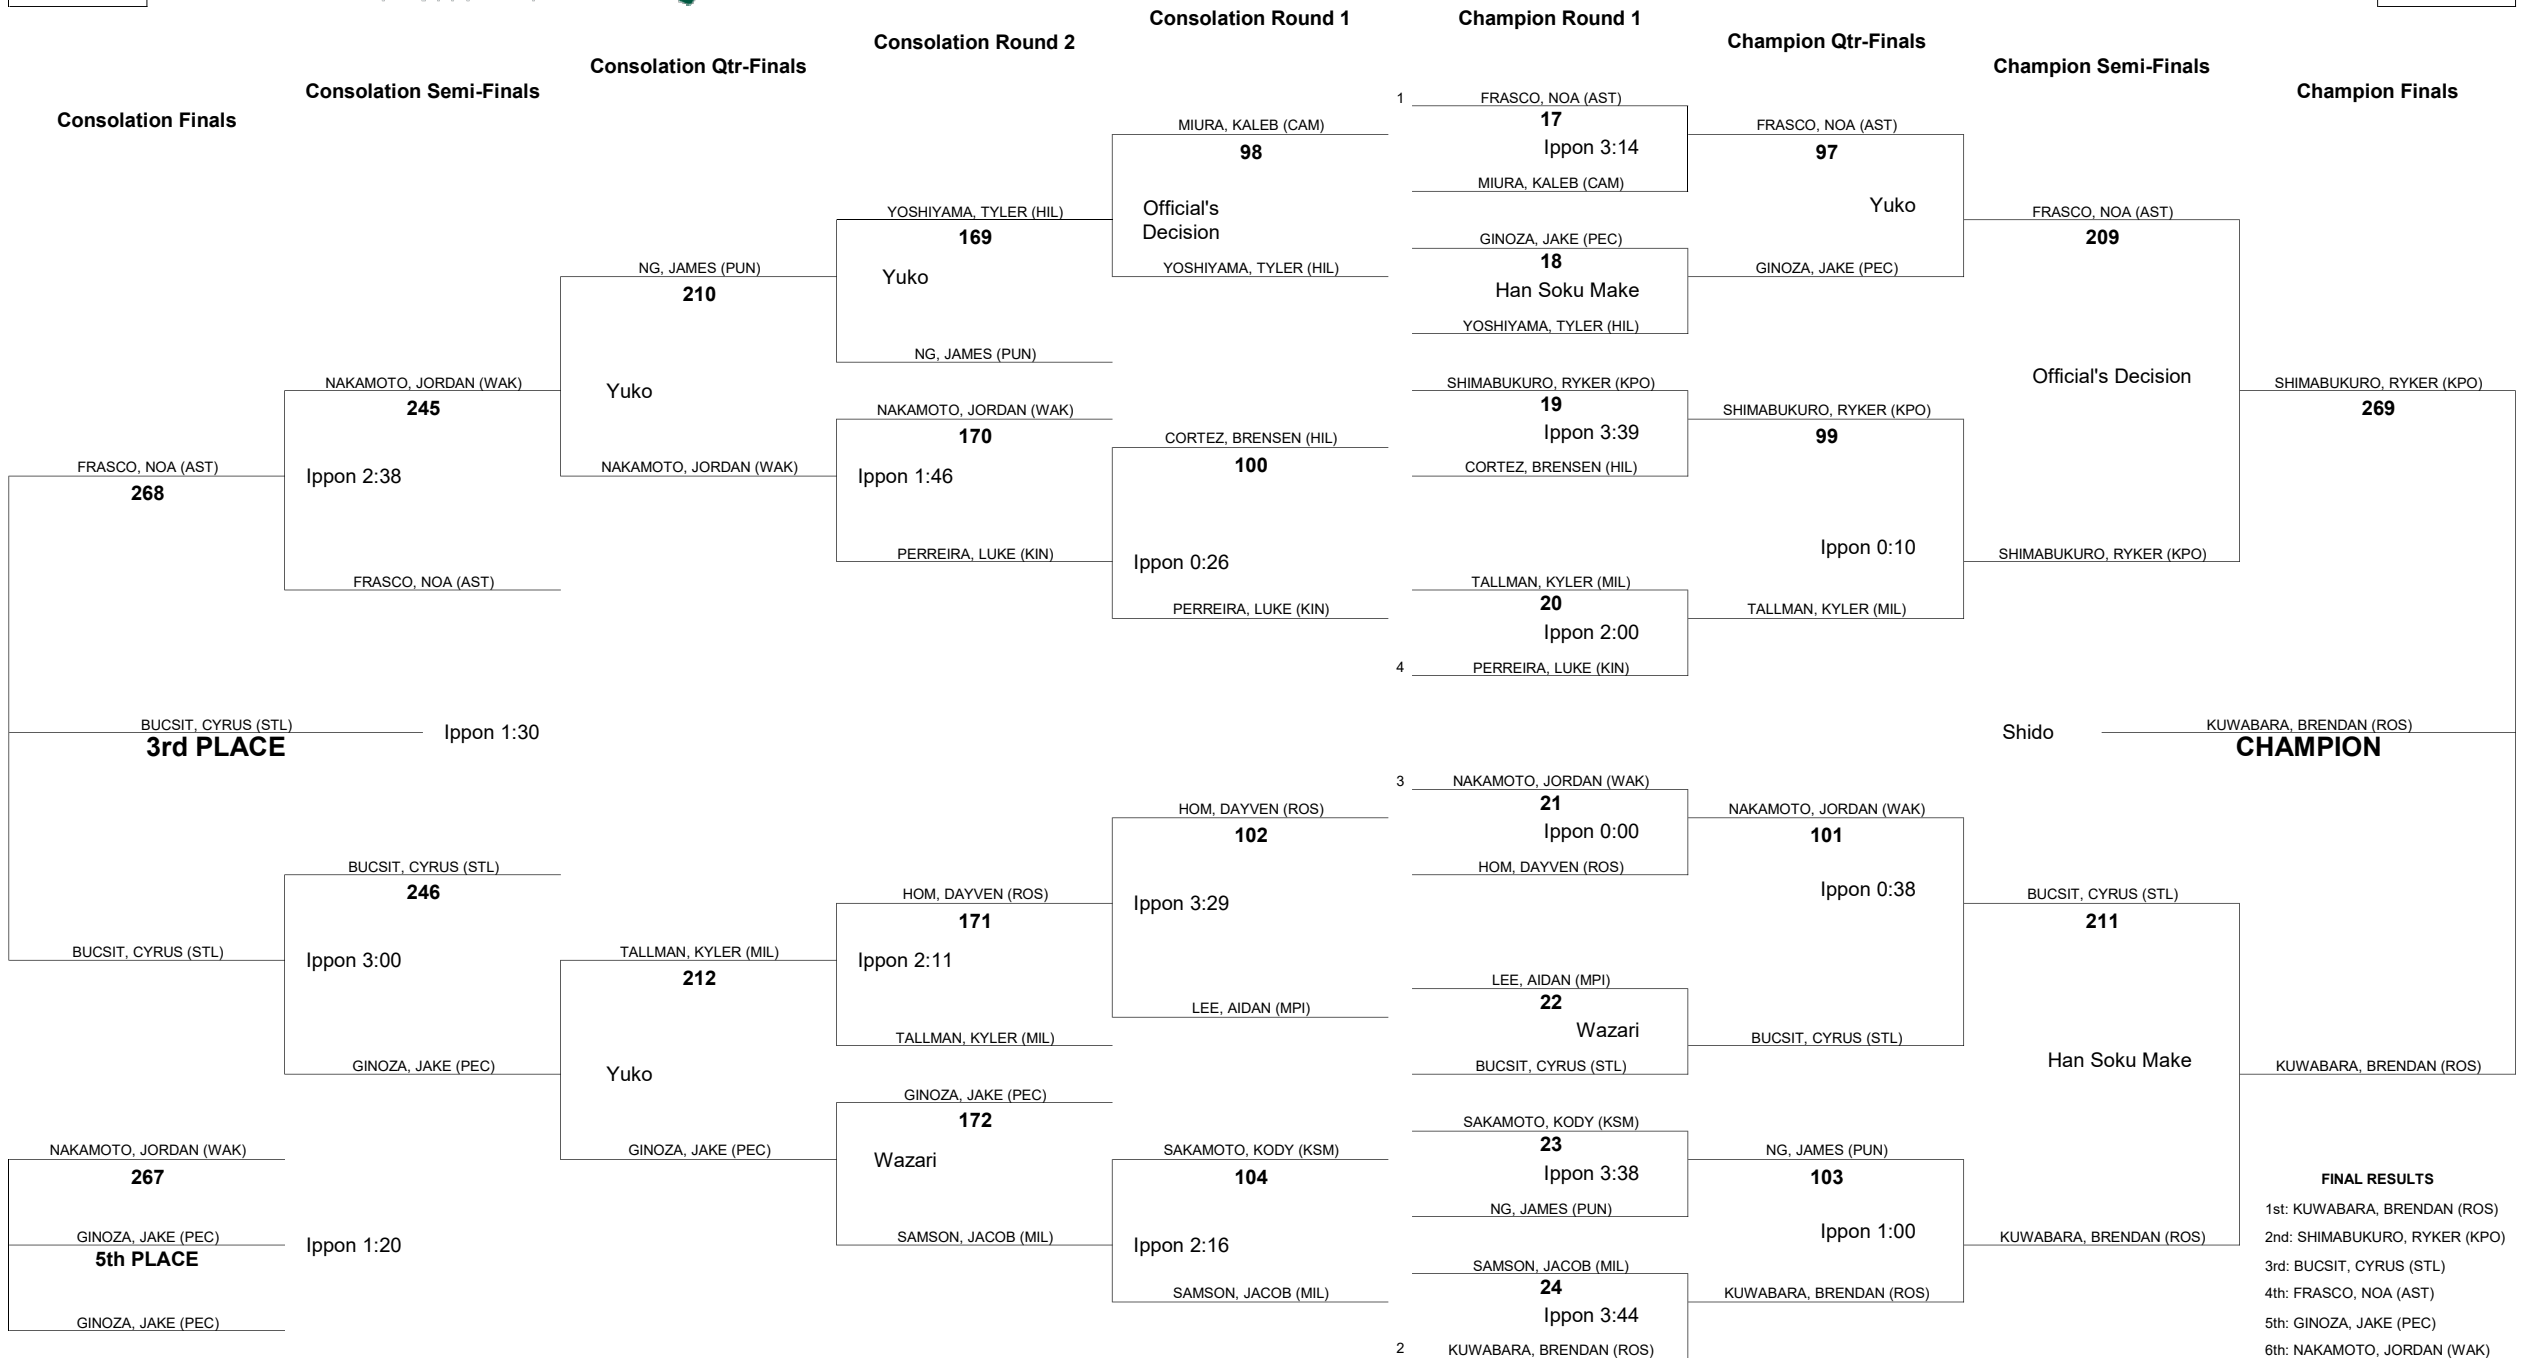 Consolation Finals
Consolation Semi-Finals
Consolation Qtr-Finals
Consolation Round 2
Consolation Round 1
Champion Round 1
Champion Qtr-Finals
Champion Semi-Finals
Champion Finals
FRASCO, NOA (AST)
268
BUCSIT, CYRUS (STL)
3rd PLACE
Ippon 1:30
BUCSIT, CYRUS (STL)
NAKAMOTO, JORDAN (WAK)
267
GINOZA, JAKE (PEC)
5th PLACE
Ippon 1:20
GINOZA, JAKE (PEC)
NAKAMOTO, JORDAN (WAK)
245
Ippon 2:38
FRASCO, NOA (AST)
BUCSIT, CYRUS (STL)
246
Ippon 3:00
GINOZA, JAKE (PEC)
NG, JAMES (PUN)
210
Yuko
NAKAMOTO, JORDAN (WAK)
TALLMAN, KYLER (MIL)
212
Yuko
GINOZA, JAKE (PEC)
YOSHIYAMA, TYLER (HIL)
169
Yuko
NG, JAMES (PUN)
NAKAMOTO, JORDAN (WAK)
170
Ippon 1:46
PERREIRA, LUKE (KIN)
HOM, DAYVEN (ROS)
171
Ippon 2:11
TALLMAN, KYLER (MIL)
GINOZA, JAKE (PEC)
172
Wazari
SAMSON, JACOB (MIL)
MIURA, KALEB (CAM)
98
Official's
Decision
YOSHIYAMA, TYLER (HIL)
CORTEZ, BRENSEN (HIL)
100
Ippon 0:26
PERREIRA, LUKE (KIN)
HOM, DAYVEN (ROS)
102
Ippon 3:29
LEE, AIDAN (MPI)
SAKAMOTO, KODY (KSM)
104
Ippon 2:16
SAMSON, JACOB (MIL)
1 FRASCO, NOA (AST)
17
Ippon 3:14
MIURA, KALEB (CAM)
GINOZA, JAKE (PEC)
18
Han Soku Make
YOSHIYAMA, TYLER (HIL)
SHIMABUKURO, RYKER (KPO)
19
Ippon 3:39
CORTEZ, BRENSEN (HIL)
TALLMAN, KYLER (MIL)
20
Ippon 2:00
4 PERREIRA, LUKE (KIN)
3 NAKAMOTO, JORDAN (WAK)
21
Ippon 0:00
HOM, DAYVEN (ROS)
LEE, AIDAN (MPI)
22
Wazari
BUCSIT, CYRUS (STL)
SAKAMOTO, KODY (KSM)
23
Ippon 3:38
NG, JAMES (PUN)
SAMSON, JACOB (MIL)
24
Ippon 3:44
2 KUWABARA, BRENDAN (ROS)
FRASCO, NOA (AST)
97
Yuko
GINOZA, JAKE (PEC)
SHIMABUKURO, RYKER (KPO)
99
Ippon 0:10
TALLMAN, KYLER (MIL)
NAKAMOTO, JORDAN (WAK)
101
Ippon 0:38
BUCSIT, CYRUS (STL)
NG, JAMES (PUN)
103
Ippon 1:00
KUWABARA, BRENDAN (ROS)
FRASCO, NOA (AST)
209
Official's Decision
SHIMABUKURO, RYKER (KPO)
BUCSIT, CYRUS (STL)
211
Han Soku Make
KUWABARA, BRENDAN (ROS)
SHIMABUKURO, RYKER (KPO)
269
Shido
KUWABARA, BRENDAN (ROS)
CHAMPION
KUWABARA, BRENDAN (ROS)
FINAL RESULTS
1st: KUWABARA, BRENDAN (ROS)
2nd: SHIMABUKURO, RYKER (KPO)
3rd: BUCSIT, CYRUS (STL)
4th: FRASCO, NOA (AST)
5th: GINOZA, JAKE (PEC)
6th: NAKAMOTO, JORDAN (WAK)